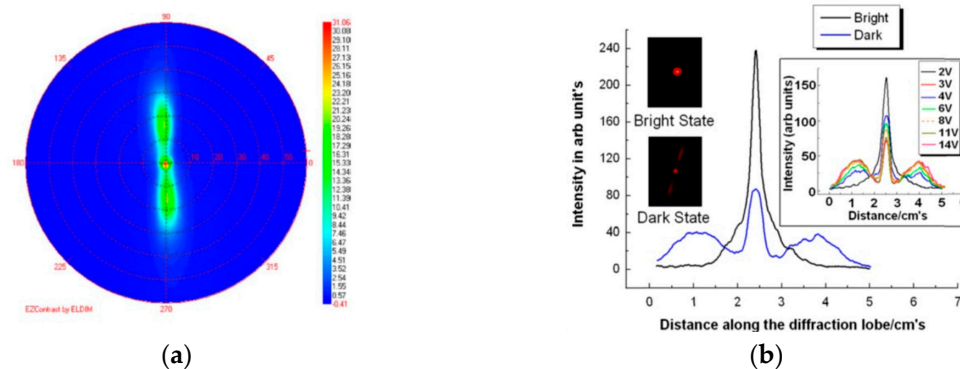 90
135
45
180
50
0
225
315
270
31.06
30.08
29.10
28.11
27.13
26.15
25.16
24.18
23.20
22.21
21.23
20.24
19.26
18.28
17.29
16.31
15.33
14.34
13.36
12.38
11.39
10.41
9.42
8.44
7.46
6.47
5.49
4.51
3.52
2.54
1.55
0.57
-0.41
EZContrast by ELDIM
(a)
Bright
Dark
Intensity in arb unit's
240
200
160
120
80
40
0
Bright State
Dark State
Intensity (arb units)
150
100
50
0
0 1 2 3 4 5 6
Distance/cm's
2V
3V
4V
6V
8V
11V
14V
0 1 2 3 4 5 6 7
Distance along the diffraction lobe/cm's
(b)